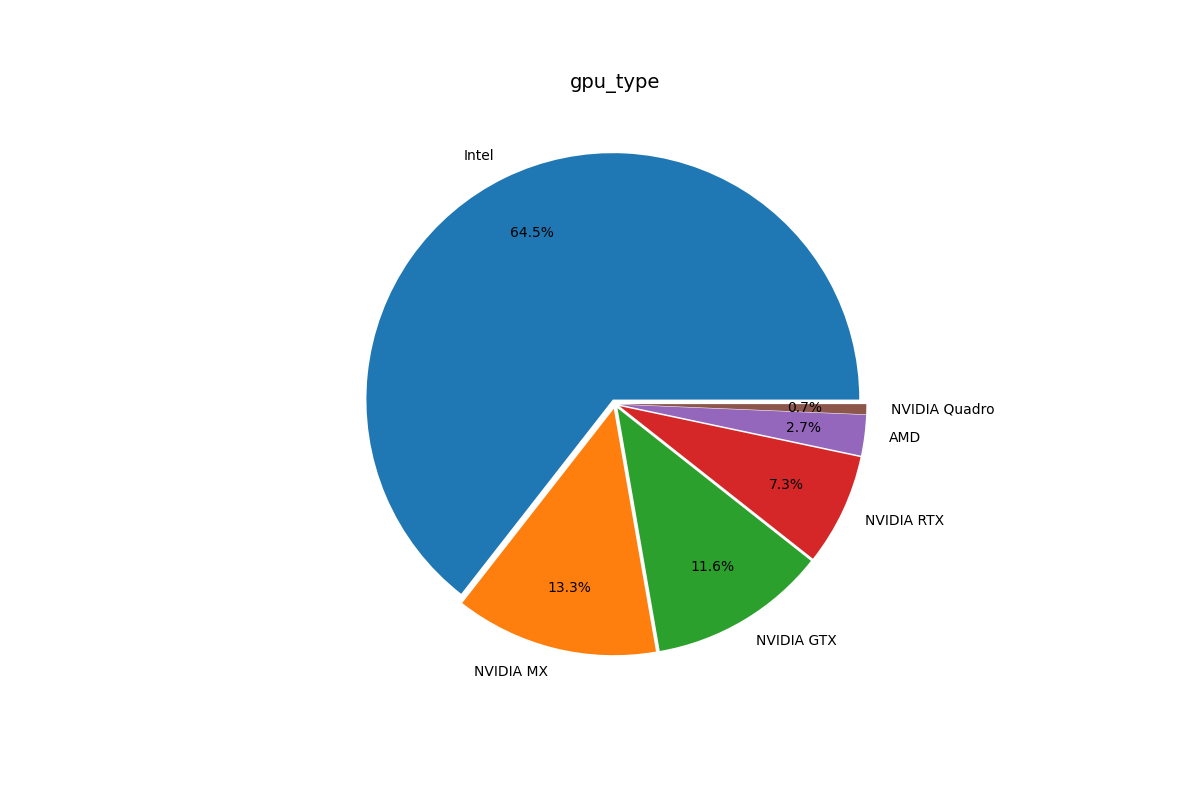 gpu_type
Intel
64.5%
0.7%
NVIDIA Quadro
2.7%
AMD
7.3%
NVIDIA RTX
11.6%
13.3%
NVIDIA GTX
NVIDIA MX